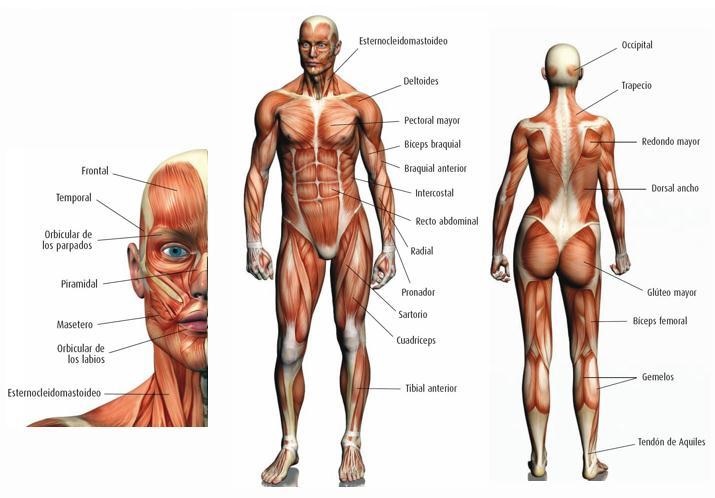 Frontal
Temporal
Orbicular de
los parpados
Piramidal
Masetero
Orbicular de
los labios
Esternocleidomastoideo
Esternocleidomastoideo
Deltoides
Pectoral mayor
Biceps braquial
Braquial anterior
Intercostal
Recto abdominal
Radial
Pronador
Sartorio
Cuadriceps
Tibial anterior
Occipital
Trapecio
Redondo mayor
Dorsal ancho
Glúteo mayor
Biceps femoral
Gemelos
Tendón de Aquiles